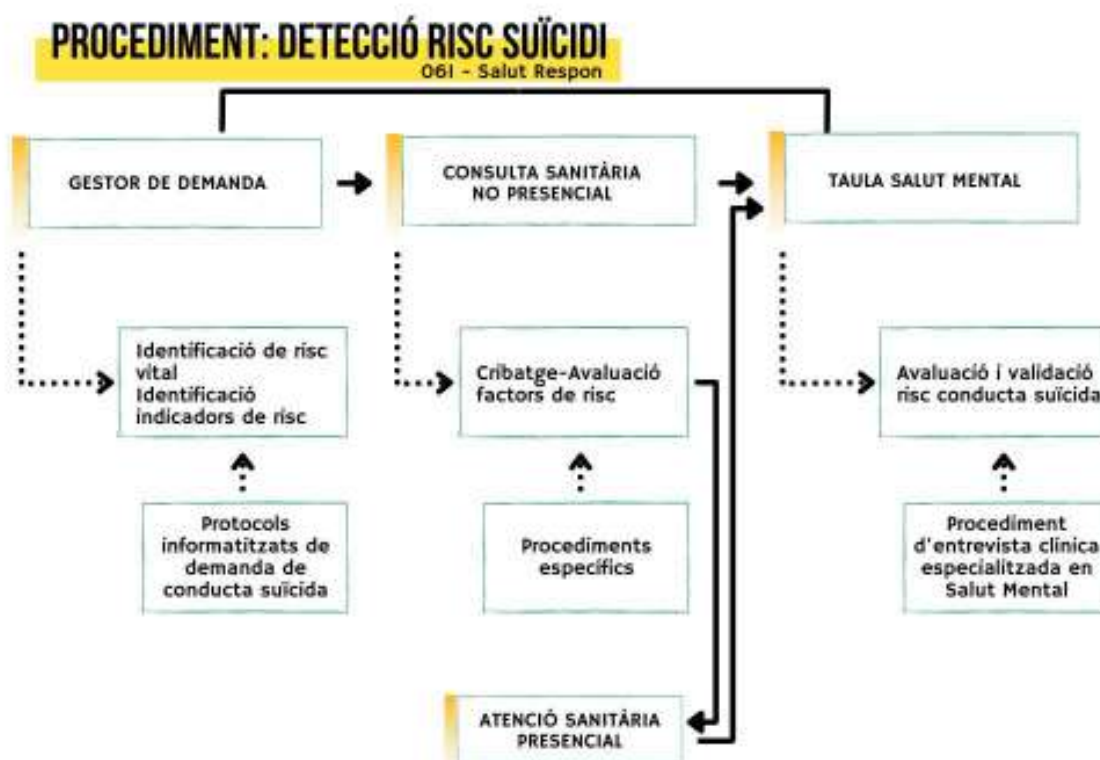 PROCEDIMENT: DETECCIÓ RISC SUÏCIDI
061 - Salut Respon
GESTOR DE DEMANDA
CONSULTA SANITÀRIA
NO PRESENCIAL
TAULA SALUT MENTAL
Identificació de risc
vital
Identificació
indicadors de risc
Cribatge-Avaluació
factors de risc
Avaluació i validació
risc conducta suïcida
Protocols
informatitzats de
demanda de
conducta suïcida
Procediments
específics
Procediment
d'entrevista clínica
especialitzada en
Salut Mental
ATENCIÓ SANITÀRIA
PRESENCIAL